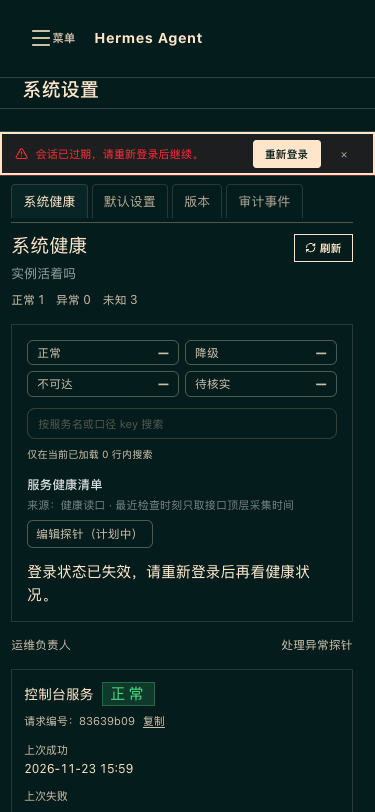 菜单 Hermes Agent
系统设置
会话已过期，请重新登录后继续。 重新登录 ×
系统健康 默认设置 版本 审计事件
系统健康 刷新
实例活着吗
正常 1 异常 0 未知 3
正常 — 降级 —
不可达 — 待核实 —
按服务名或口径 key 搜索
仅在当前已加载 0 行内搜索
服务健康清单
来源：健康读口 · 最近检查时刻只取接口顶层采集时间
编辑探针（计划中）
登录状态已失效，请重新登录后再看健康状
况。
运维负责人 处理异常探针
控制台服务 正常
请求编号：83639b09 复制
上次成功
2026-11-23 15:59
上次失败